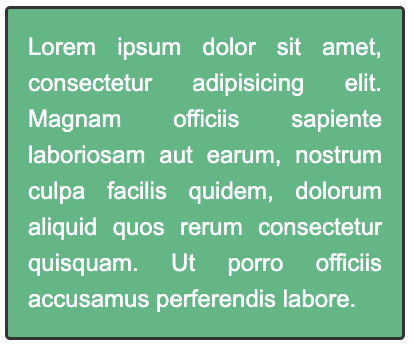 Lorem ipsum dolor sit amet,
consectetur adipisicing elit.
Magnam officiis sapiente
laboriosam aut earum, nostrum
culpa facilis quidem, dolorum
aliquid quos rerum consectetur
quisquam. Ut porro officiis
accusamus perferendis labore.